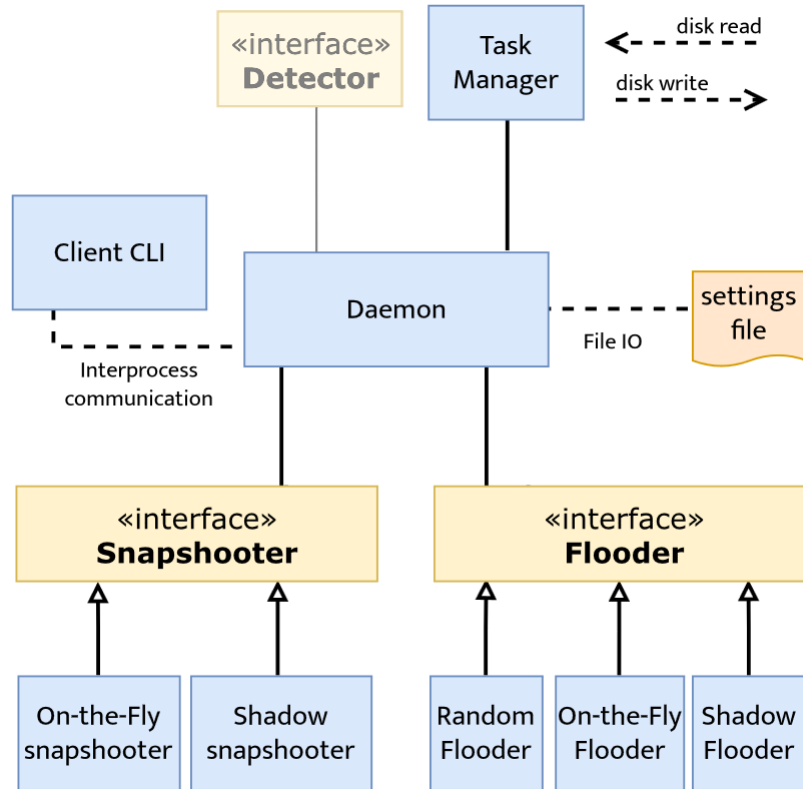 «interface»
Detector
Task
Manager
disk read
disk write
Client CLI
Daemon
settings
file
File IO
Interprocess
communication
«interface»
Snapshooter
«interface»
Flooder
On-the-Fly
snapshooter
Shadow
snapshooter
Random
Flooder
On-the-Fly
Flooder
Shadow
Flooder